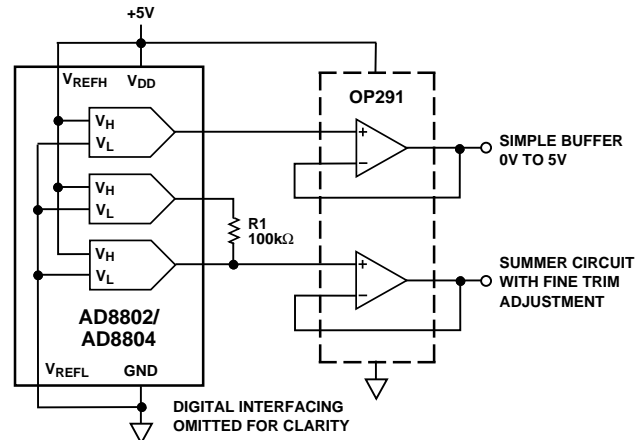 +5V
VREFH
VDD
OP291
VH
VL
+
−
SIMPLE BUFFER
0V TO 5V
VH
VL
R1
100kΩ
VH
VL
+
−
SUMMER CIRCUIT
WITH FINE TRIM
ADJUSTMENT
AD8802/
AD8804
VREFL
GND
DIGITAL INTERFACING
OMITTED FOR CLARITY